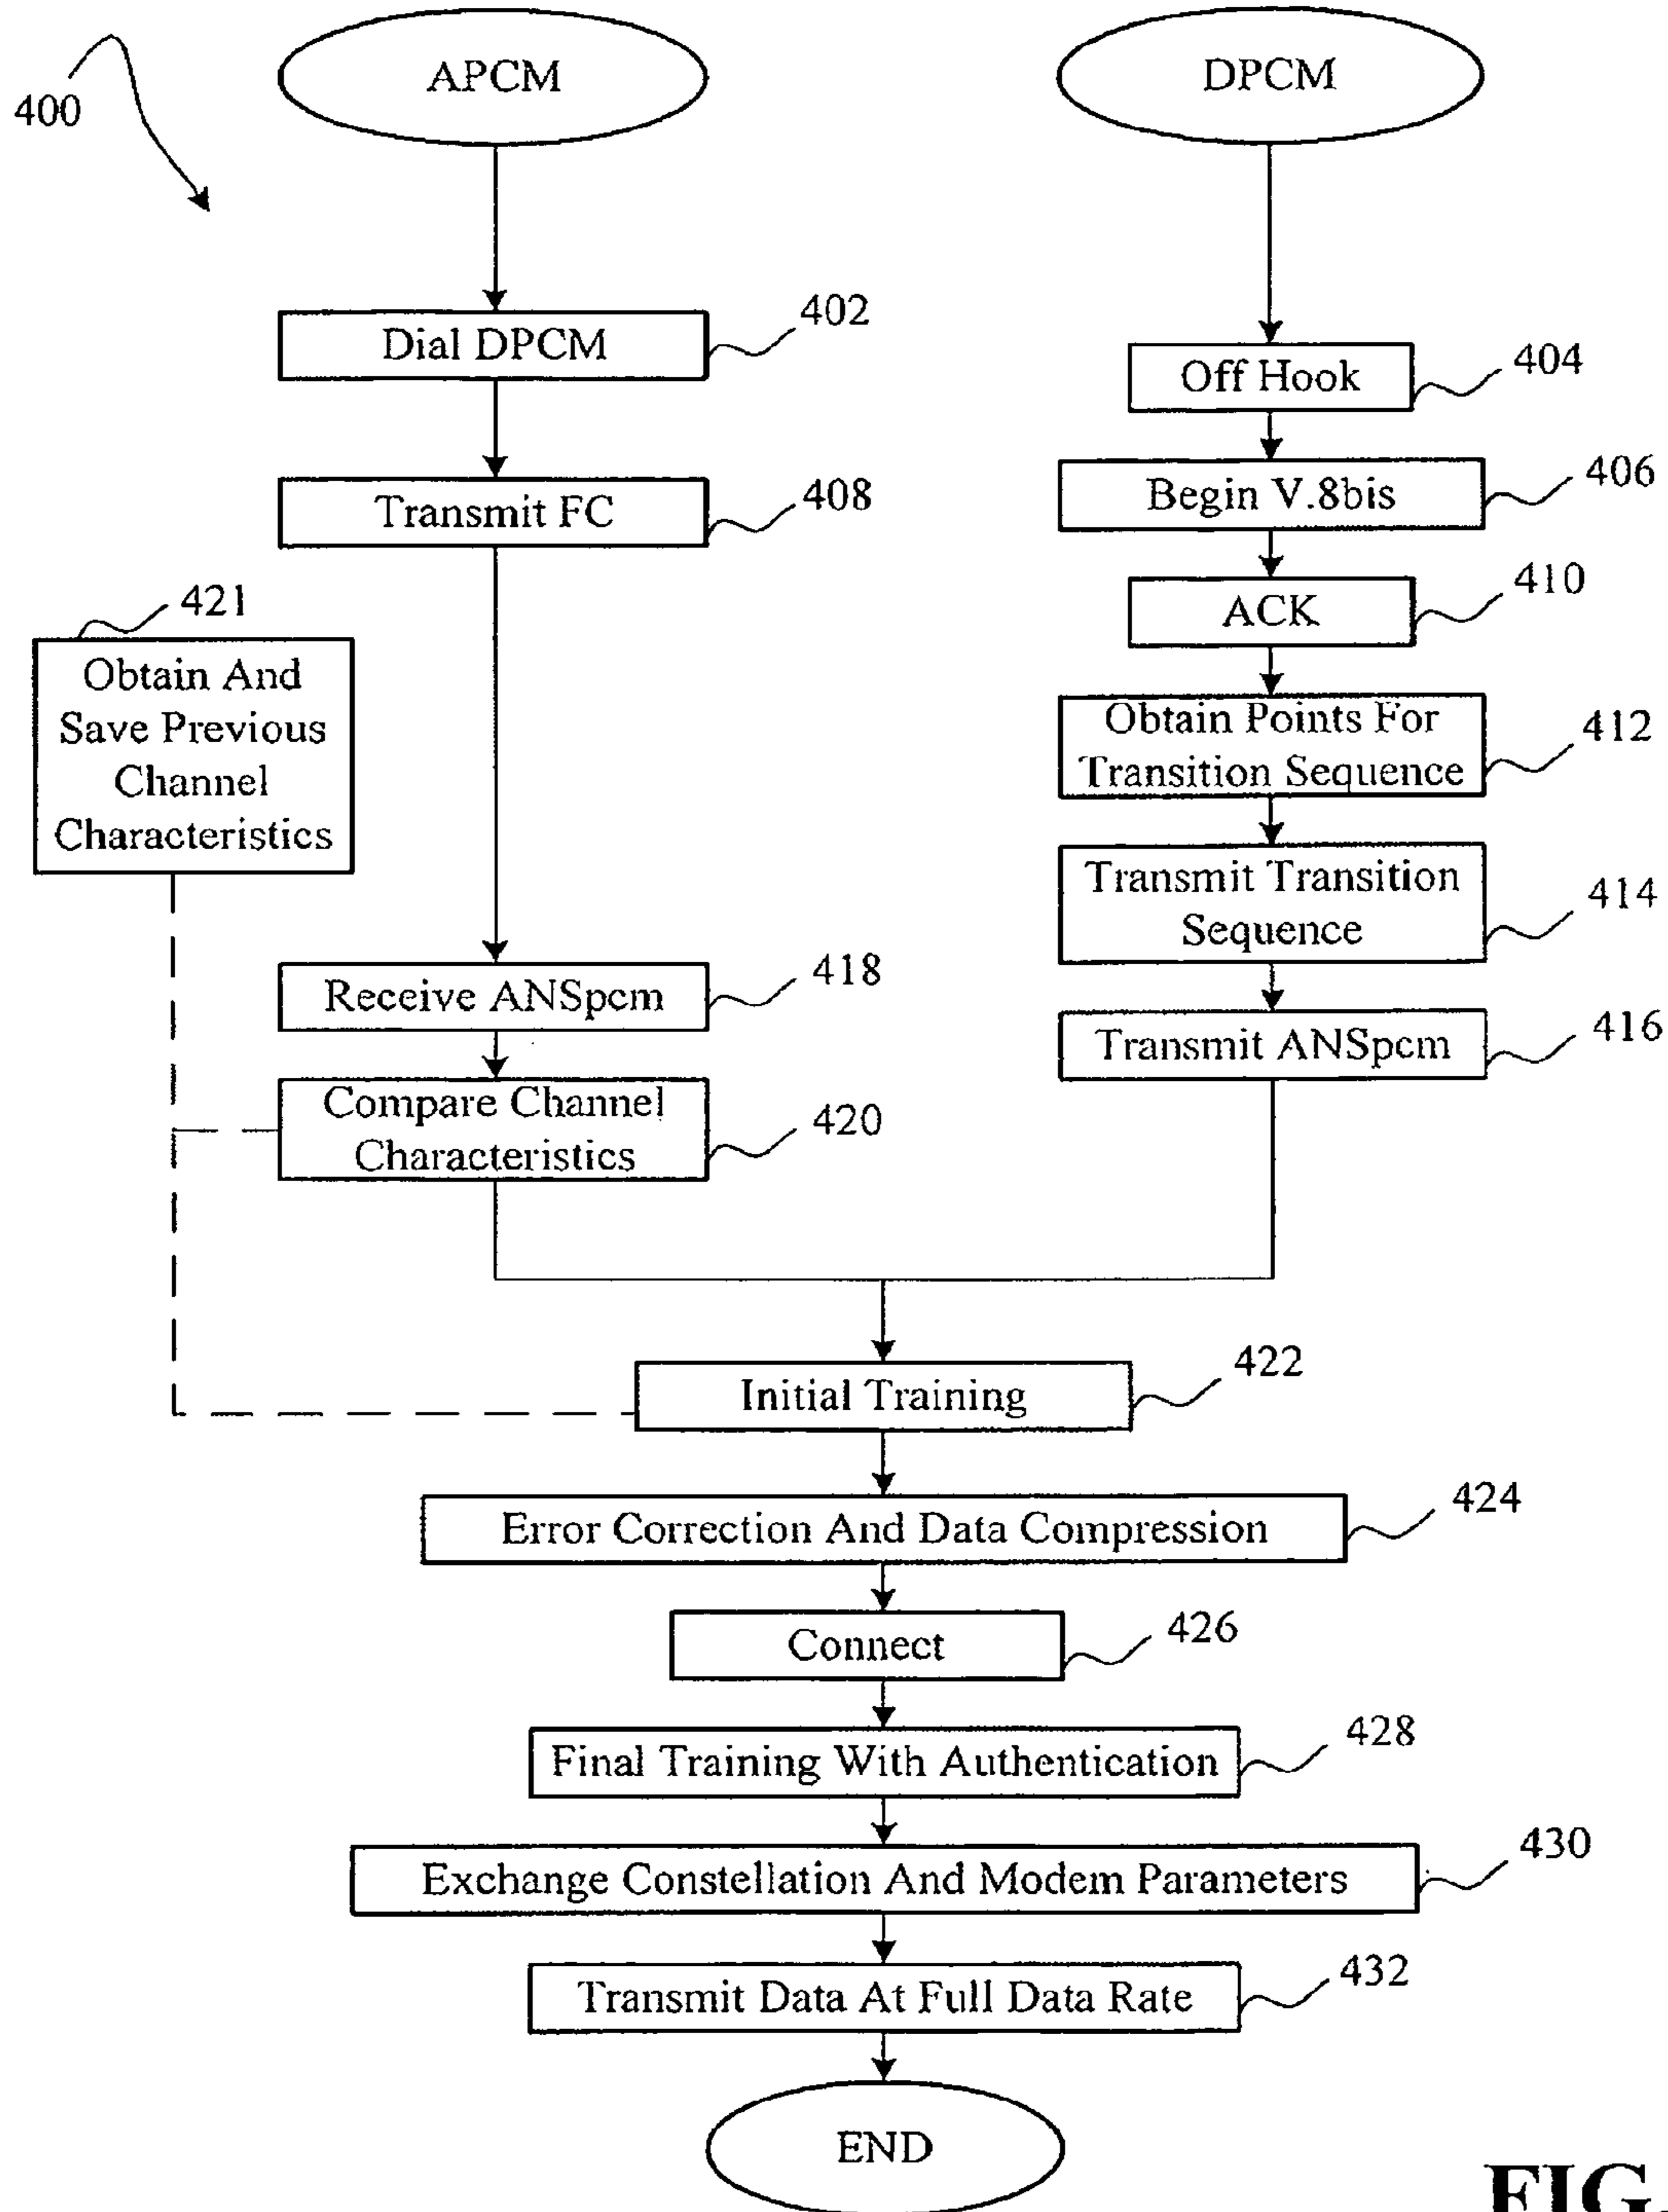 APCM
DPCM
400
Dial DPCM
402
Off Hook
404
Begin V.8bis
406
Transmit FC
408
ACK
410
421
Obtain And
Save Previous
Channel
Characteristics
Obtain Points For
Transition Sequence
412
Transmit Transition
Sequence
414
Receive ANSpcm
418
Transmit ANSpcm
416
Compare Channel
Characteristics
420
Initial Training
422
Error Correction And Data Compression
424
Connect
426
Final Training With Authentication
428
Exchange Constellation And Modem Parameters
430
Transmit Data At Full Data Rate
432
END
FIG.